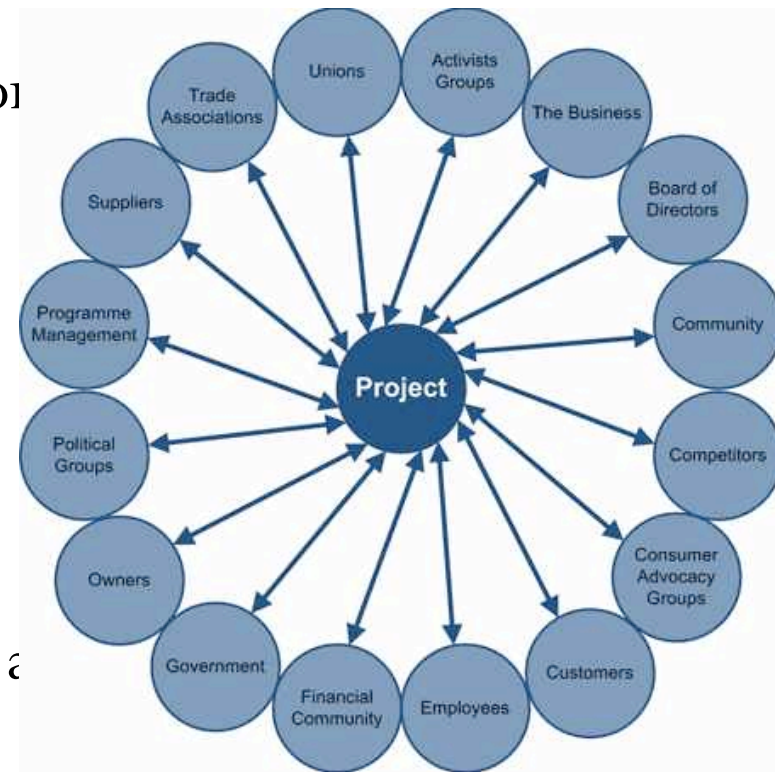 or
Unions
Activists
Groups
Trade
Associations
The Business
Suppliers
Board of
Directors
Programme
Management
Community
Project
Political
Groups
Competitors
Owners
Consumer
Advocacy
Groups
Government
Customers
Financial
Community
Employees
a